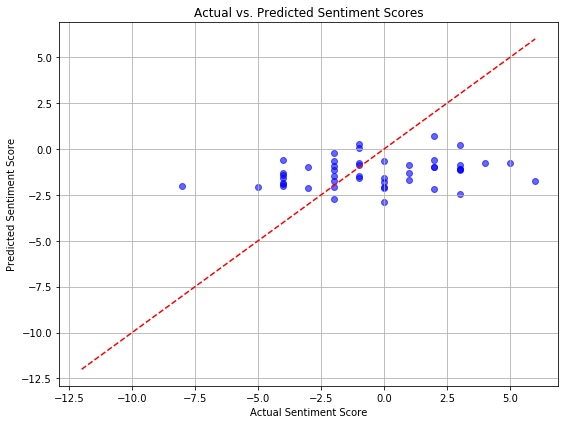 Actual vs. Predicted Sentiment Scores
5.0
2.5
0.0
−2.5
−5.0
−7.5
−10.0
−12.5
Predicted Sentiment Score
−12.5 −10.0 −7.5 −5.0 −2.5 0.0 2.5 5.0
Actual Sentiment Score